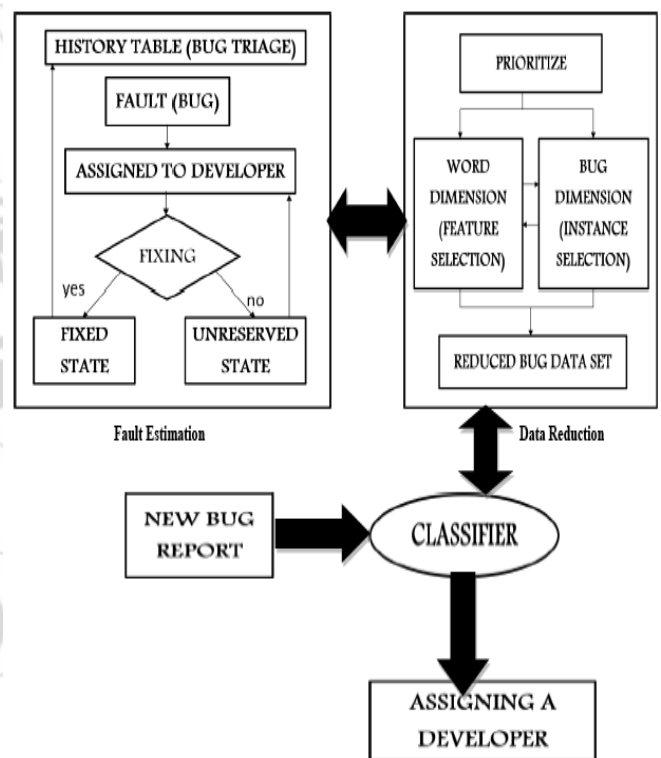 HISTORY TABLE (BUG TRIAGE)
FAULT (BUG)
ASSIGNED TO DEVELOPER
FIXING
yes
no
FIXED
STATE
UNRESERVED
STATE
Fault Estimation
PRIORITIZE
WORD
DIMENSION
(FEATURE
SELECTION)
BUG
DIMENSION
(INSTANCE
SELECTION)
REDUCED BUG DATA SET
Data Reduction
NEW BUG
REPORT
CLASSIFIER
ASSIGNING A
DEVELOPER